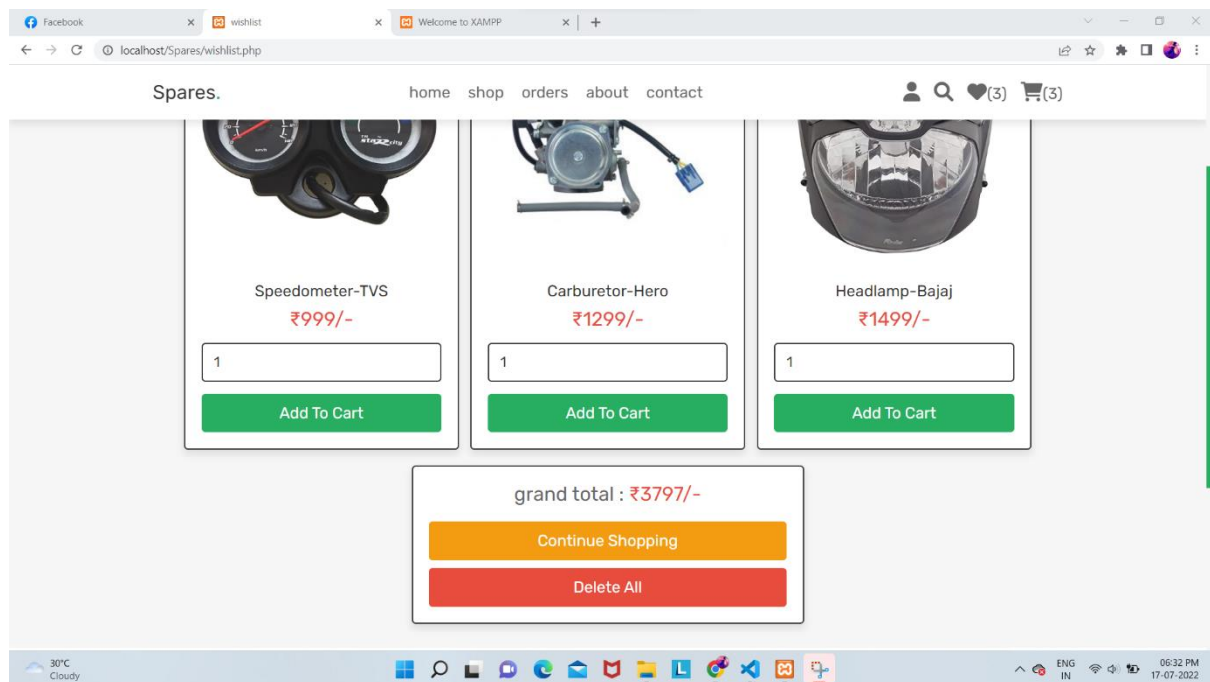 Facebook
wishlist
Welcome to XAMPP
localhost/Spares/wishlist.php
Spares.
home shop orders about contact
(3) (3)
Speedometer-TVS
₹999/-
1
Add To Cart
Carburetor-Hero
₹1299/-
1
Add To Cart
Headlamp-Bajaj
₹1499/-
1
Add To Cart
grand total : ₹3797/-
Continue Shopping
Delete All
30°C
Cloudy
ENG
IN
06:32 PM
17-07-2022